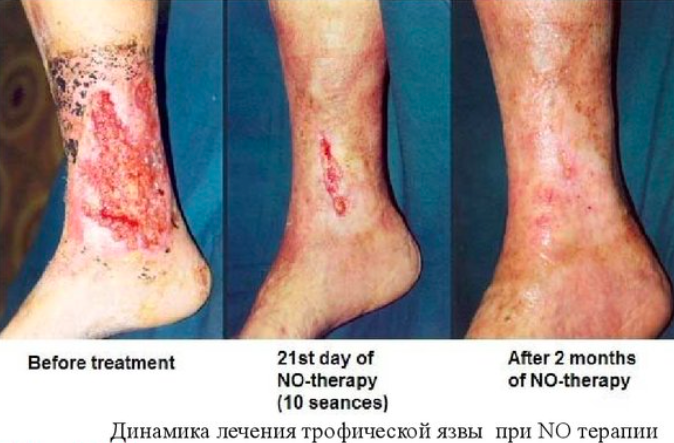 Before treatment
21st day of
NO-therapy
(10 seances)
After 2 months
of NO-therapy
Динамика лечения трофической язвы при NO терапии